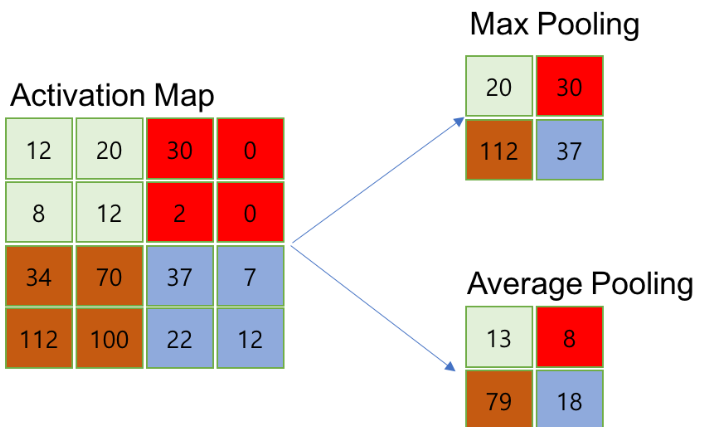 Max Pooling
20 30
112 37
Activation Map
12 20 30 0
8 12 2 0
34 70 37 7
112 100 22 12
Average Pooling
13 8
79 18